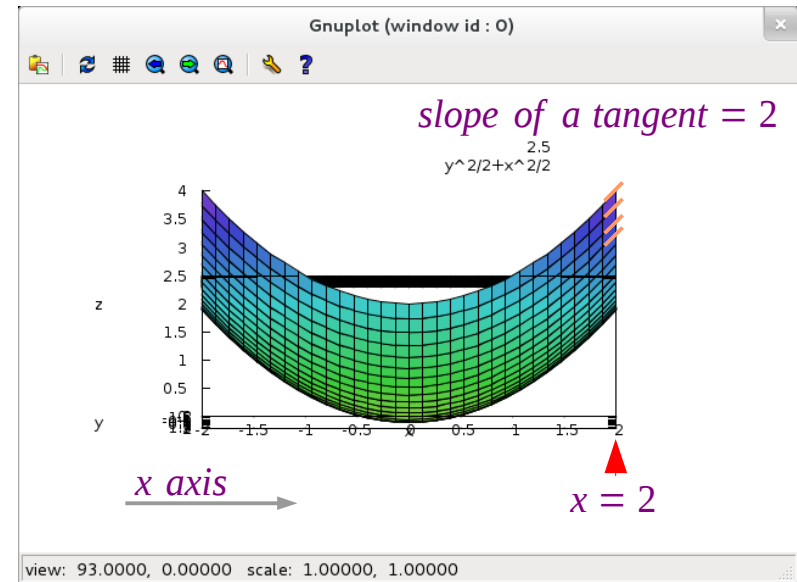 Gnuplot (window id : 0)
slope of a tangent = 2
2.5
y^2/2+x^2/2
4
3.5
3
2.5
2
1.5
1
0.5
z
y
-2 -1.5 -1 -0.5 0 0.5 1 1.5 2
x
x axis
x = 2
view: 93.0000, 0.00000 scale: 1.00000, 1.00000